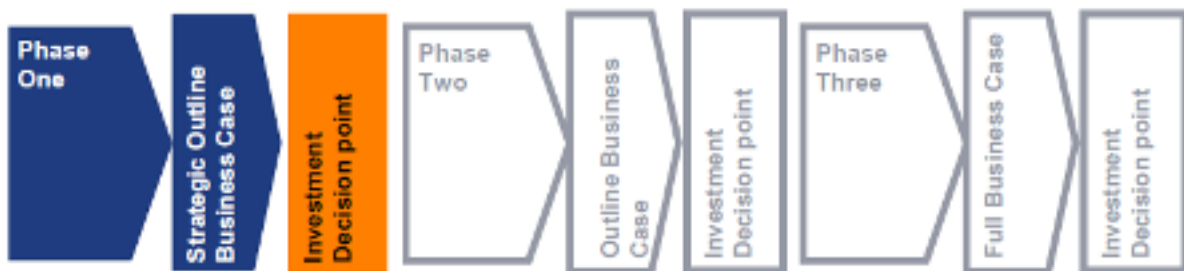 Phase
One
Strategic Outline
Business Case
Investment
Decision point
Phase
Two
Outline Business
Case
Investment
Decision point
Phase
Three
Full Business Case
Investment
Decision point